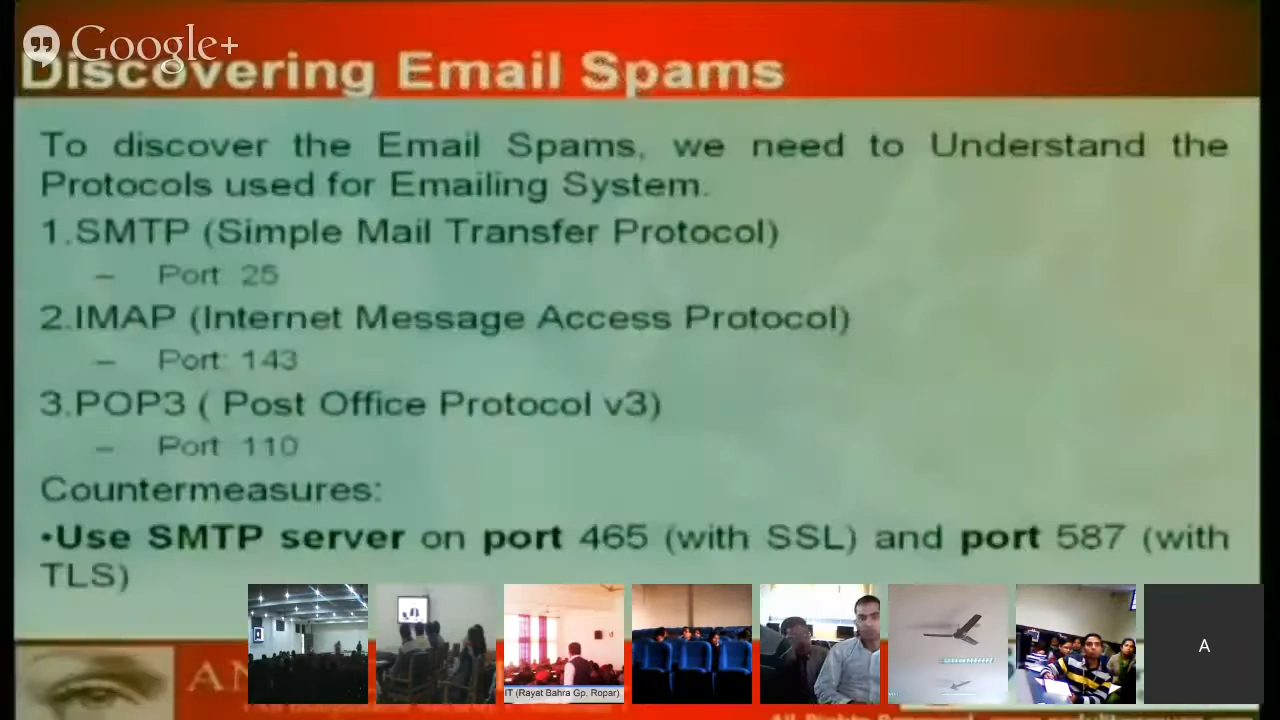 Google+
Discovering Email Spams
To discover the Email Spams, we need to Understand the
Protocols used for Emailing System.
1.SMTP (Simple Mail Transfer Protocol)
– Port: 25
2.IMAP (Internet Message Access Protocol)
– Port: 143
3.POP3 ( Post Office Protocol v3)
– Port: 110
Countermeasures:
•Use SMTP server on port 465 (with SSL) and port 587 (with
TLS)
IT (Rayat Bahra Gp. Ropar)
A
AN